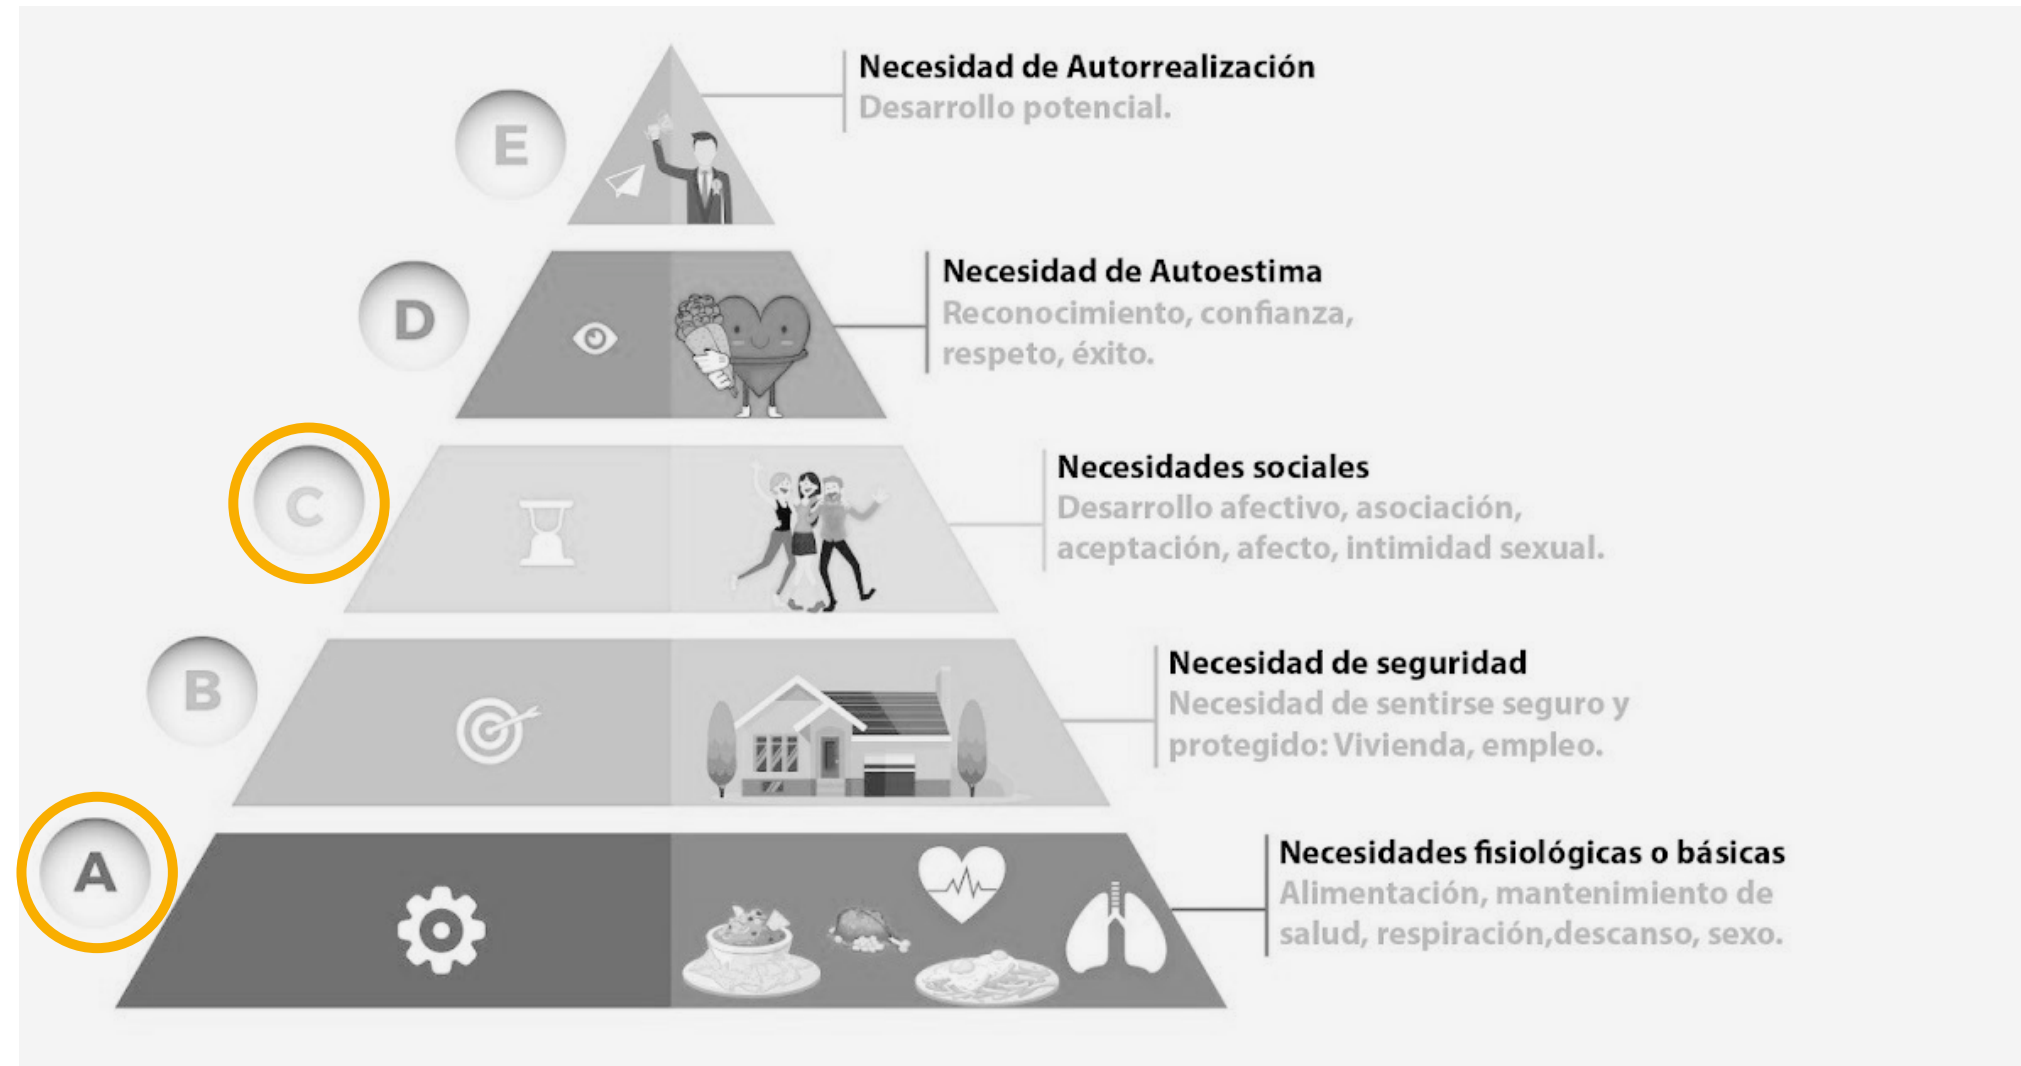 E
Necesidad de Autorrealización
Desarrollo potencial.
D
Necesidad de Autoestima
Reconocimiento, confianza,
respeto, éxito.
C
Necesidades sociales
Desarrollo afectivo, asociación,
aceptación, afecto, intimidad sexual.
B
Necesidad de seguridad
Necesidad de sentirse seguro y
protegido: Vivienda, empleo.
A
Necesidades fisiológicas o básicas
Alimentación, mantenimiento de
salud, respiración,descanso, sexo.